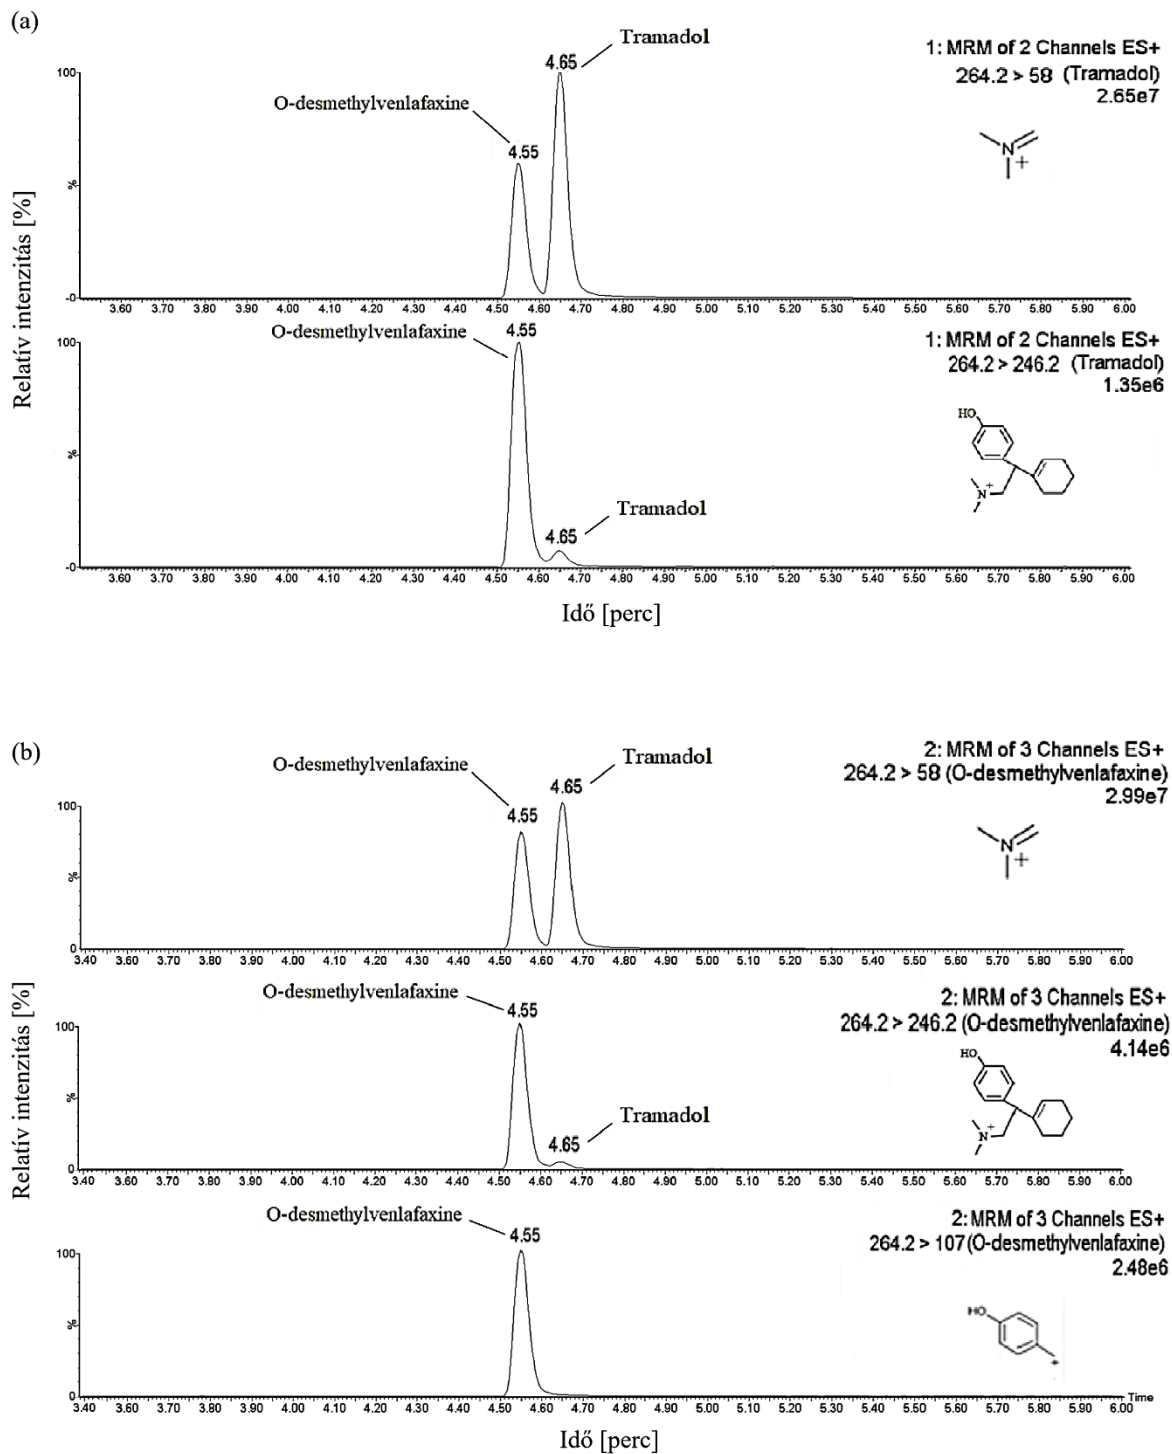 (a)
Tramadol
1: MRM of 2 Channels ES+
264.2 > 58 (Tramadol)
2.65e7
O-desmethylvenlafaxine
4.65
4.55
100
%
-0
N
+
3.60 3.70 3.80 3.90 4.00 4.10 4.20 4.30 4.40 4.50 4.60 4.70 4.80 4.90 5.00 5.10 5.20 5.30 5.40 5.50 5.60 5.70 5.80 5.90 6.00
O-desmethylvenlafaxine
4.55
1: MRM of 2 Channels ES+
264.2 > 246.2 (Tramadol)
1.35e6
100
%
-0
HO
N
+
Tramadol
4.65
3.60 3.70 3.80 3.90 4.00 4.10 4.20 4.30 4.40 4.50 4.60 4.70 4.80 4.90 5.00 5.10 5.20 5.30 5.40 5.50 5.60 5.70 5.80 5.90 6.00
Relatív intenzitás [%]
Idő [perc]
(b)
O-desmethylvenlafaxine
Tramadol
2: MRM of 3 Channels ES+
264.2 > 58 (O-desmethylvenlafaxine)
2.99e7
4.65
4.55
100
%
0
N
+
3.40 3.60 3.70 3.80 3.90 4.00 4.10 4.20 4.30 4.40 4.50 4.60 4.70 4.80 4.90 5.00 5.10 5.20 5.30 5.40 5.50 5.60 5.70 5.80 5.90 6.00
O-desmethylvenlafaxine
4.55
2: MRM of 3 Channels ES+
264.2 > 246.2 (O-desmethylvenlafaxine)
4.14e6
100
%
0
HO
N
+
Tramadol
4.65
3.40 3.60 3.70 3.80 3.90 4.00 4.10 4.20 4.30 4.40 4.50 4.60 4.70 4.80 4.90 5.00 5.10 5.20 5.30 5.40 5.50 5.60 5.70 5.80 5.90 6.00
Relatív intenzitás [%]
O-desmethylvenlafaxine
4.55
2: MRM of 3 Channels ES+
264.2 > 107 (O-desmethylvenlafaxine)
2.48e6
100
%
0
HO
+
Time
3.40 3.60 3.70 3.80 3.90 4.00 4.10 4.20 4.30 4.40 4.50 4.60 4.70 4.80 4.90 5.00 5.10 5.20 5.30 5.40 5.50 5.60 5.70 5.80 5.90 6.00
Idő [perc]